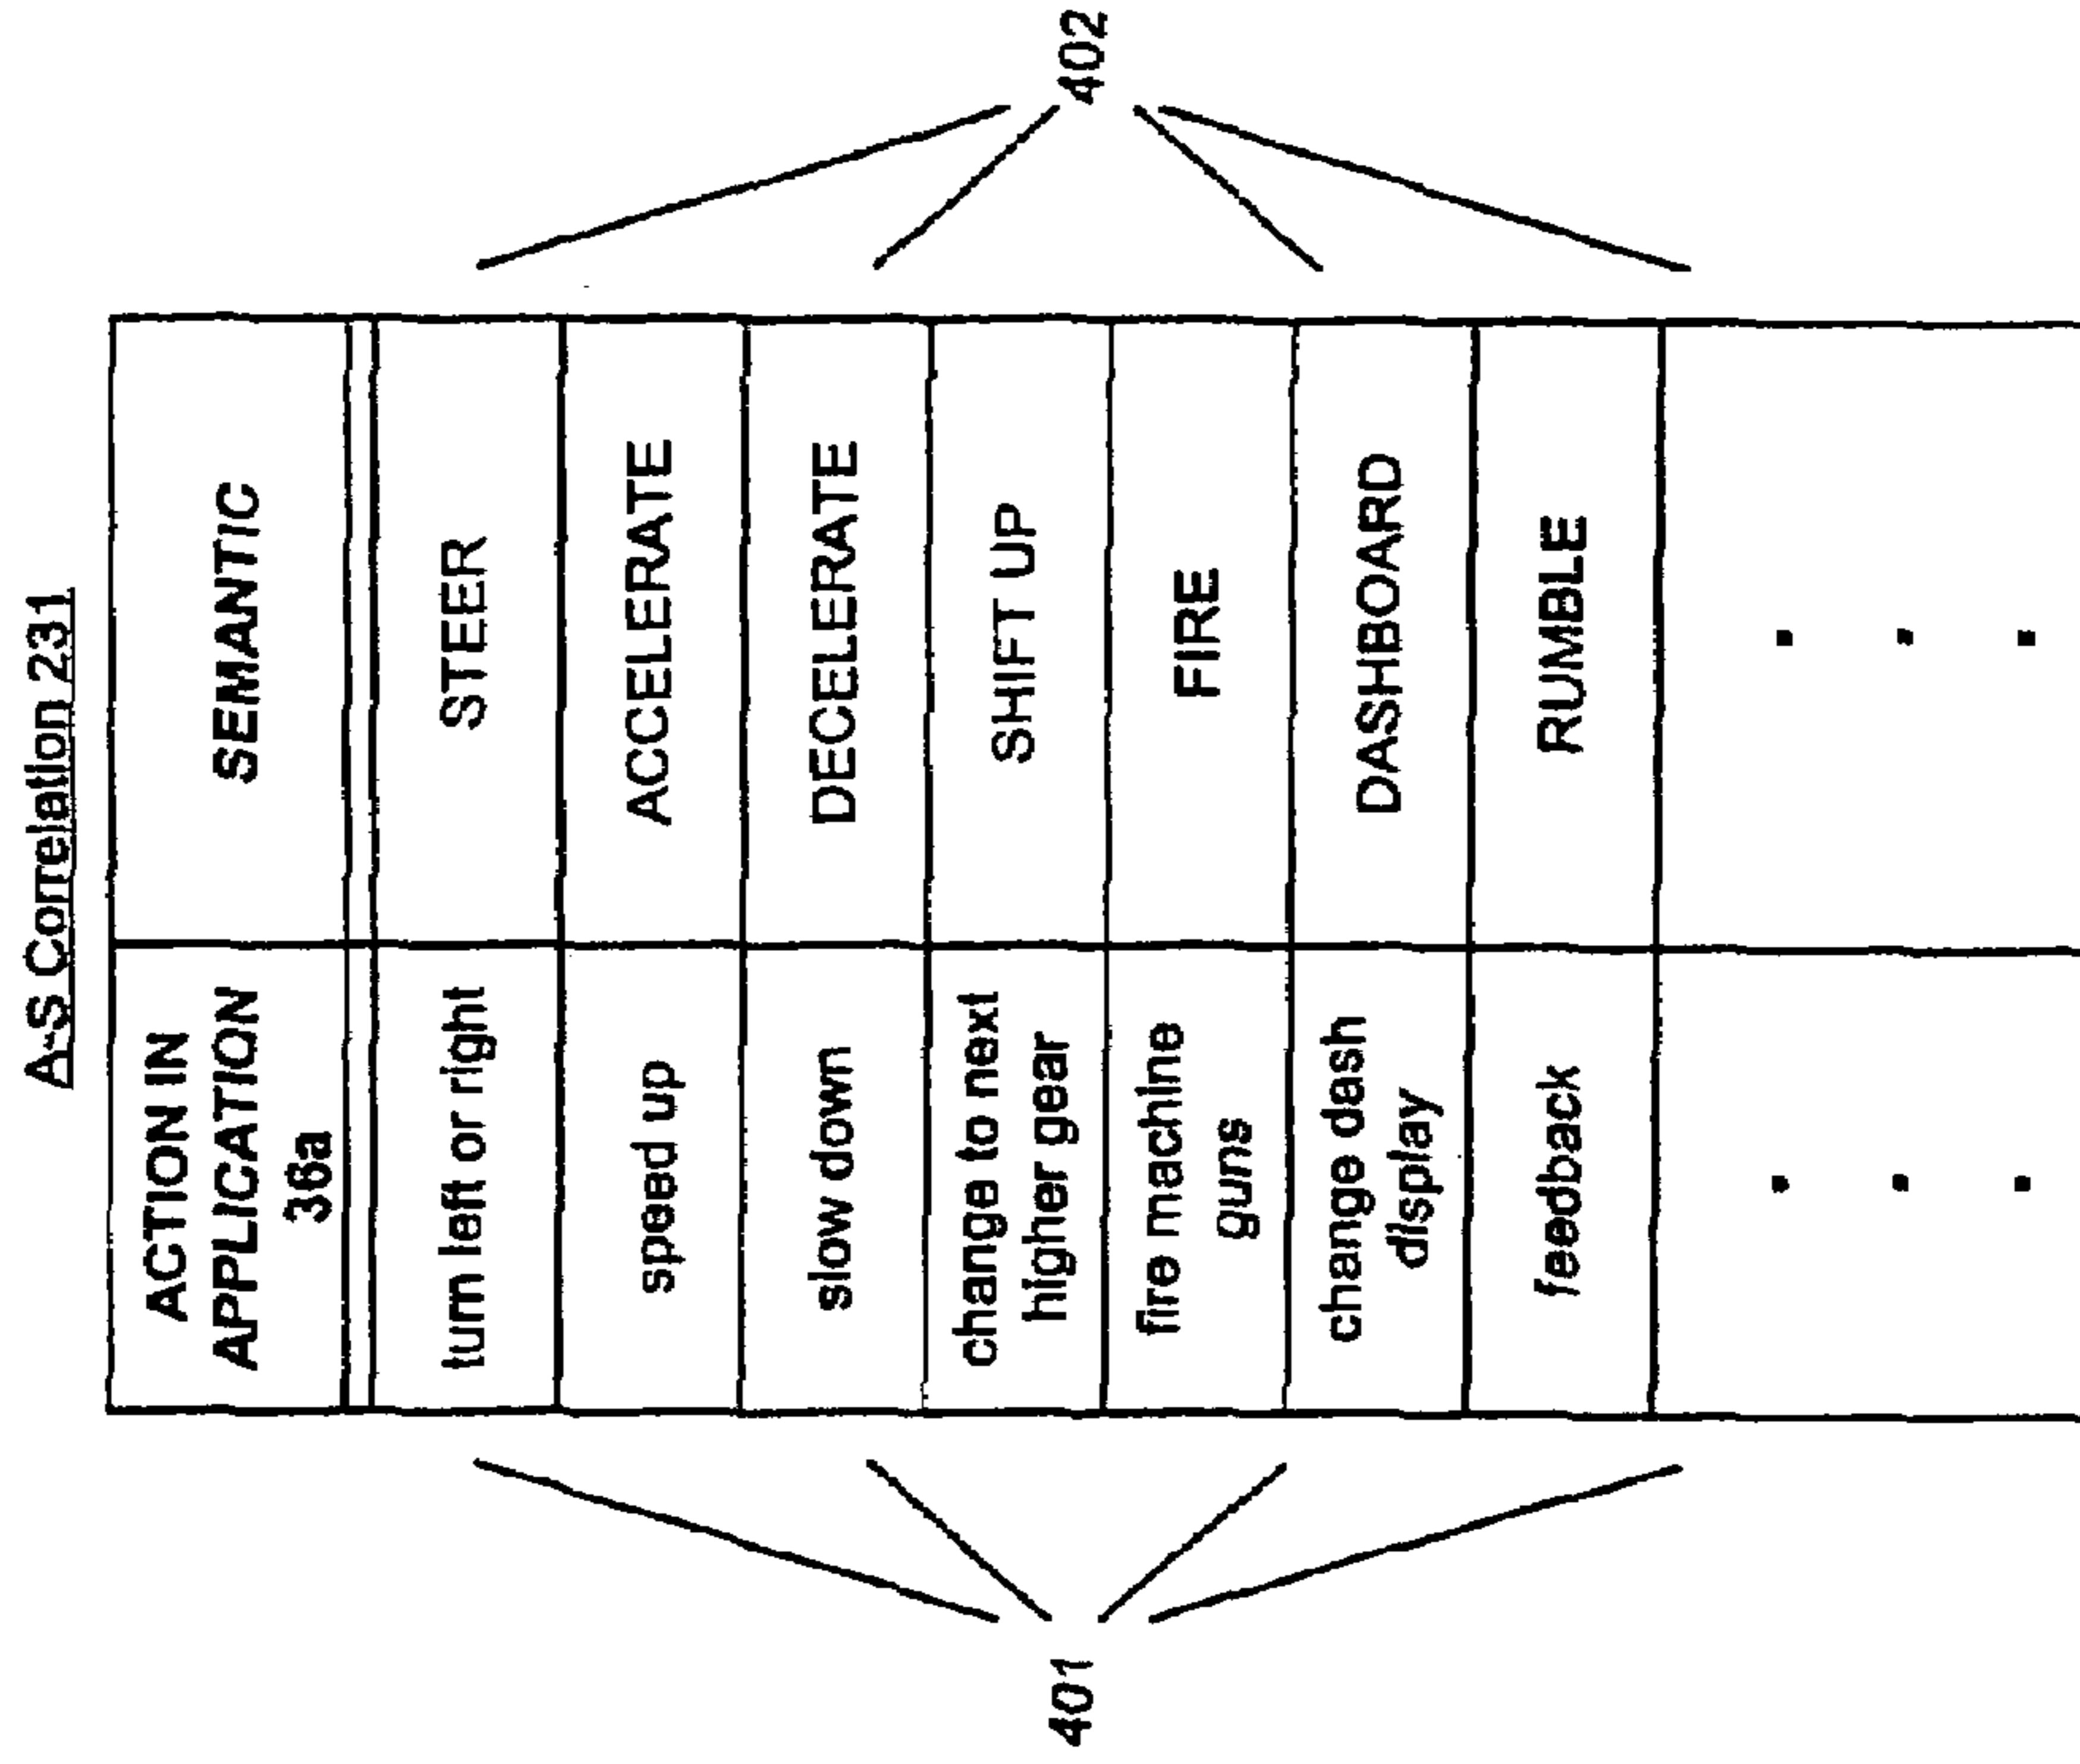 A-S Correlation 231
ACTION IN
APPLICATION
36a
SEMANTIC
turn left or right
STEER
speed up
ACCELERATE
slow down
DECELERATE
change to next
higher gear
SHIFT UP
fire machine
guns
FIRE
change dash
display
DASHBOARD
feedback
RUMBLE
401
402